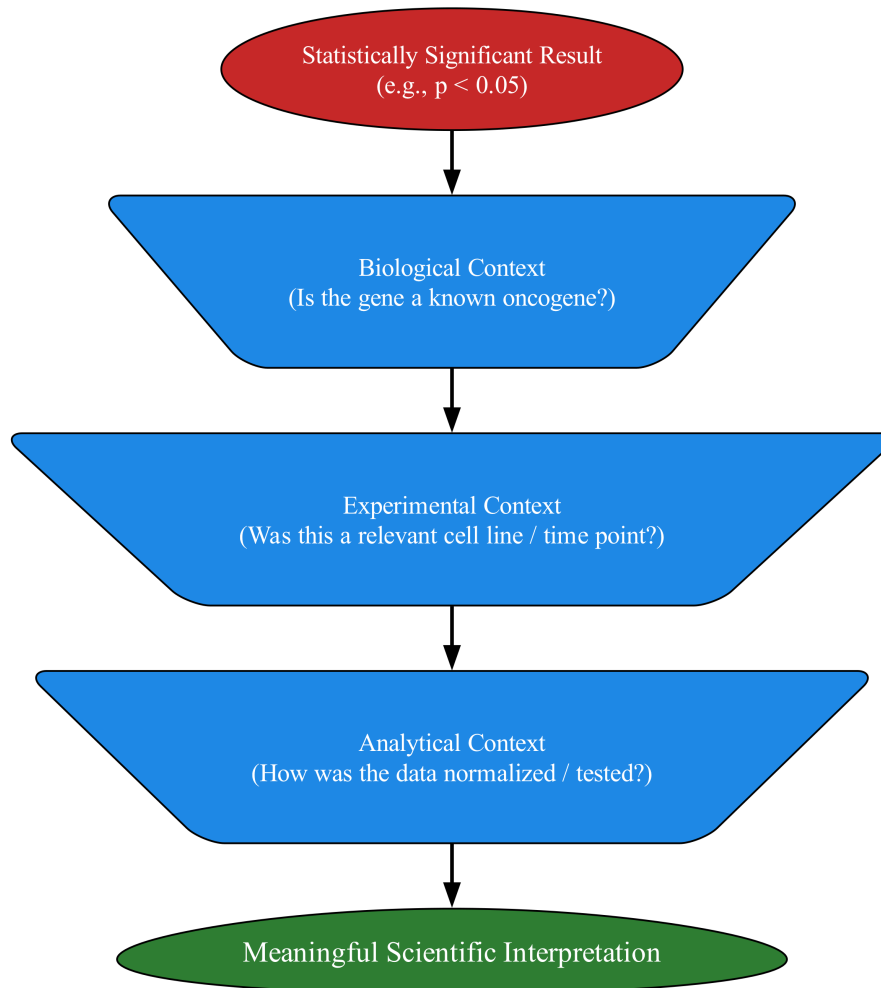 Statistically Significant Result
(e.g., p < 0.05)
Biological Context
(Is the gene a known oncogene?)
Experimental Context
(Was this a relevant cell line / time point?)
Analytical Context
(How was the data normalized / tested?)
Meaningful Scientific Interpretation